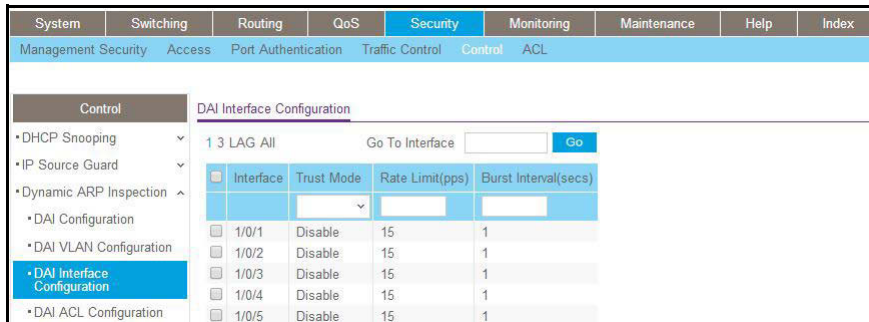 System Switching Routing QoS Security Monitoring Maintenance Help Index
Management Security Access Port Authentication Traffic Control Control ACL
Control
DHCP Snooping
IP Source Guard
Dynamic ARP Inspection
DAI Configuration
DAI VLAN Configuration
DAI Interface
Configuration
DAI ACL Configuration
DAI Interface Configuration
1 3 LAG All Go To Interface Go
Interface Trust Mode Rate Limit(pps) Burst Interval(secs)
1/0/1 Disable 15 1
1/0/2 Disable 15 1
1/0/3 Disable 15 1
1/0/4 Disable 15 1
1/0/5 Disable 15 1